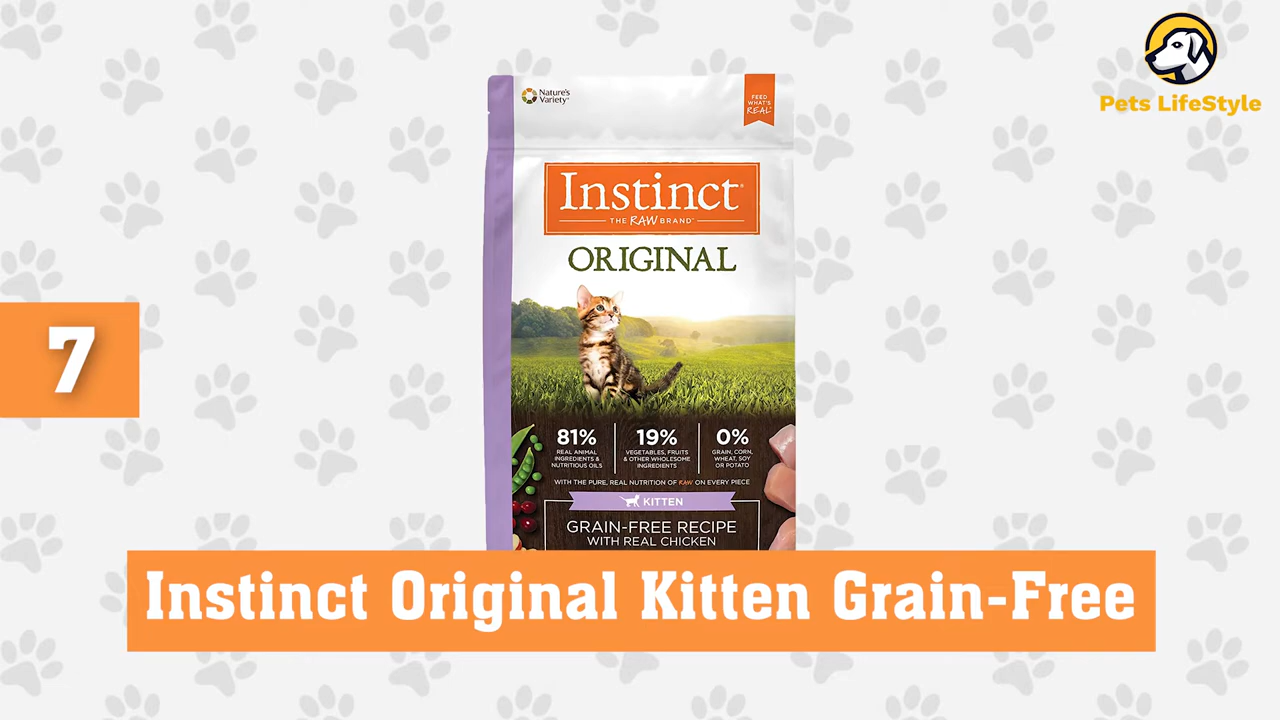 Pets LifeStyle
Nature's
Variety
FEED
WHAT'S
REAL
Instinct
THE RAW BRAND
ORIGINAL
7
81%
REAL ANIMAL
INGREDIENTS &
NUTRITIOUS OILS
19%
VEGETABLES, FRUITS
& OTHER WHOLESOME
INGREDIENTS
0%
GRAIN, CORN,
WHEAT, SOY
OR POTATO
WITH THE PURE, REAL NUTRITION OF RAW ON EVERY PIECE
KITTEN
GRAIN-FREE RECIPE
WITH REAL CHICKEN
Instinct Original Kitten Grain-Free